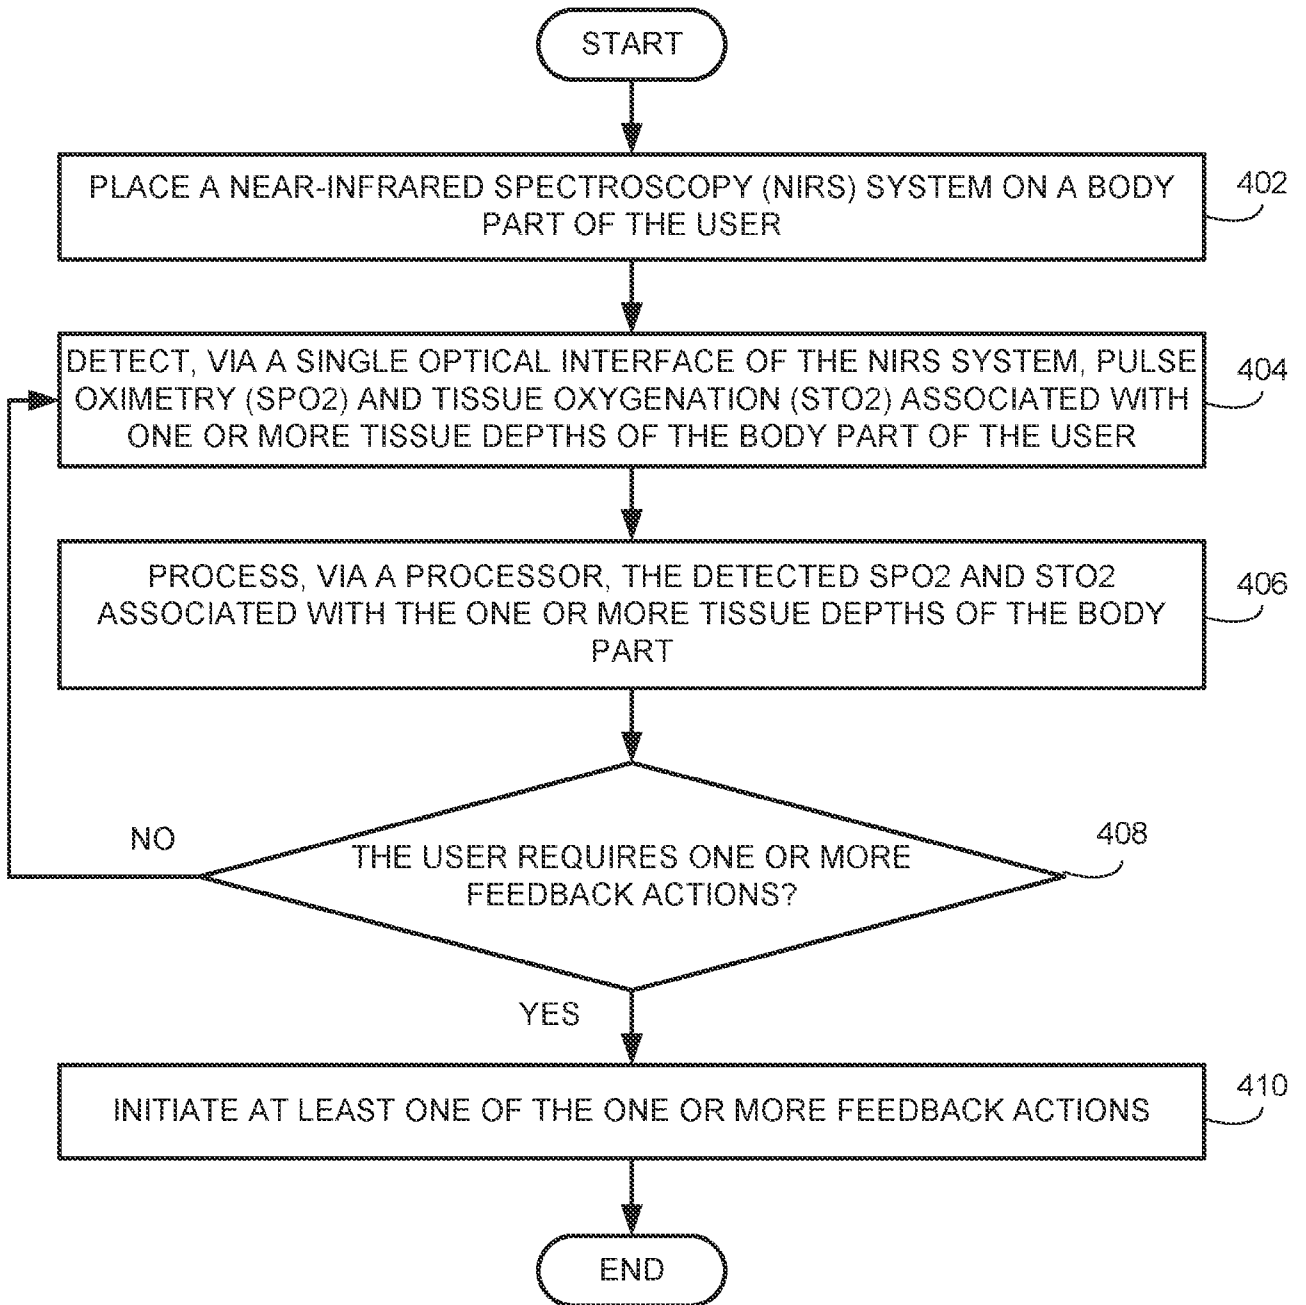 START
PLACE A NEAR-INFRARED SPECTROSCOPY (NIRS) SYSTEM ON A BODY
PART OF THE USER
402
DETECT, VIA A SINGLE OPTICAL INTERFACE OF THE NIRS SYSTEM, PULSE
OXIMETRY (SPO2) AND TISSUE OXYGENATION (STO2) ASSOCIATED WITH
ONE OR MORE TISSUE DEPTHS OF THE BODY PART OF THE USER
404
PROCESS, VIA A PROCESSOR, THE DETECTED SPO2 AND STO2
ASSOCIATED WITH THE ONE OR MORE TISSUE DEPTHS OF THE BODY
PART
406
NO
THE USER REQUIRES ONE OR MORE
FEEDBACK ACTIONS?
408
YES
INITIATE AT LEAST ONE OF THE ONE OR MORE FEEDBACK ACTIONS
410
END